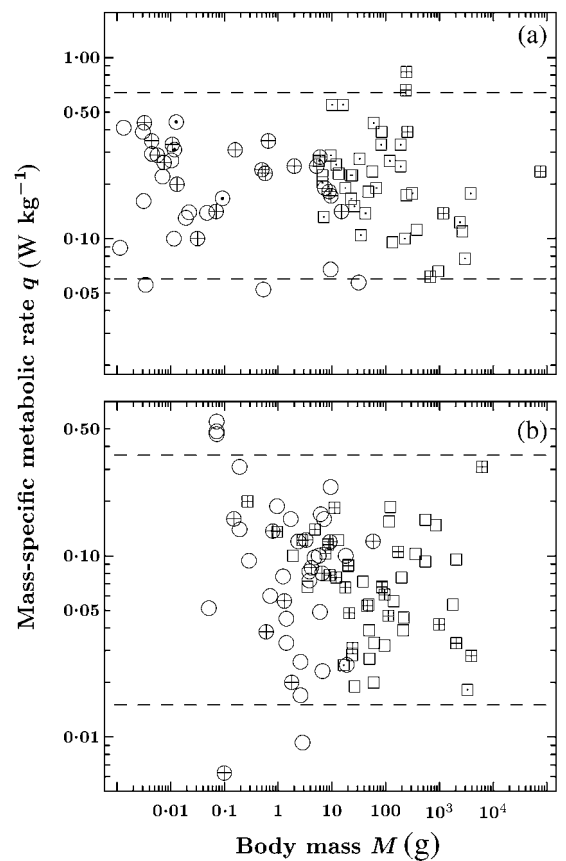 (a)
1·00
0·50
0·10
0·05
Mass-specific metabolic rate q (W kg⁻¹)
(b)
0·50
0·10
0·05
0·01
0·01 0·1 1 10 100 10³ 10⁴
Body mass M (g)